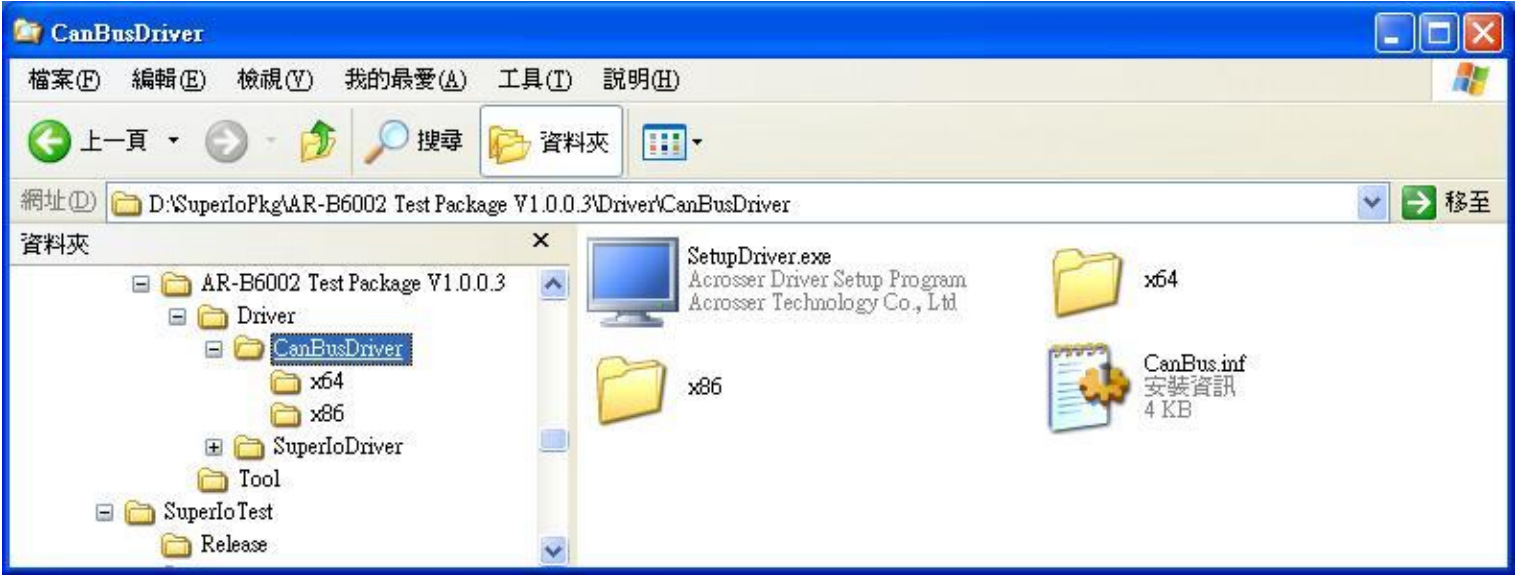 CanBusDriver
檔案(F) 編輯(E) 檢視(V) 我的最愛(A) 工具(T) 說明(H)
上一頁 搜尋 資料夾
網址(D) D:\SuperIoPkg\AR-B6002 Test Package V1.0.0.3\Driver\CanBusDriver 移至
資料夾
AR-B6002 Test Package V1.0.0.3
Driver
CanBusDriver
x64
x86
SuperIoDriver
Tool
SuperIoTest
Release
SetupDriver.exe
Acrosser Driver Setup Program
Acrosser Technology Co., Ltd
x64
x86
CanBus.inf
安裝資訊
4 KB